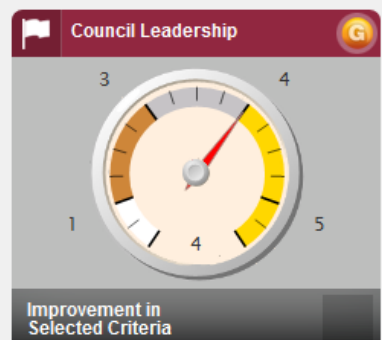 Council Leadership
G
3 4
1 5
4
Improvement in
Selected Criteria